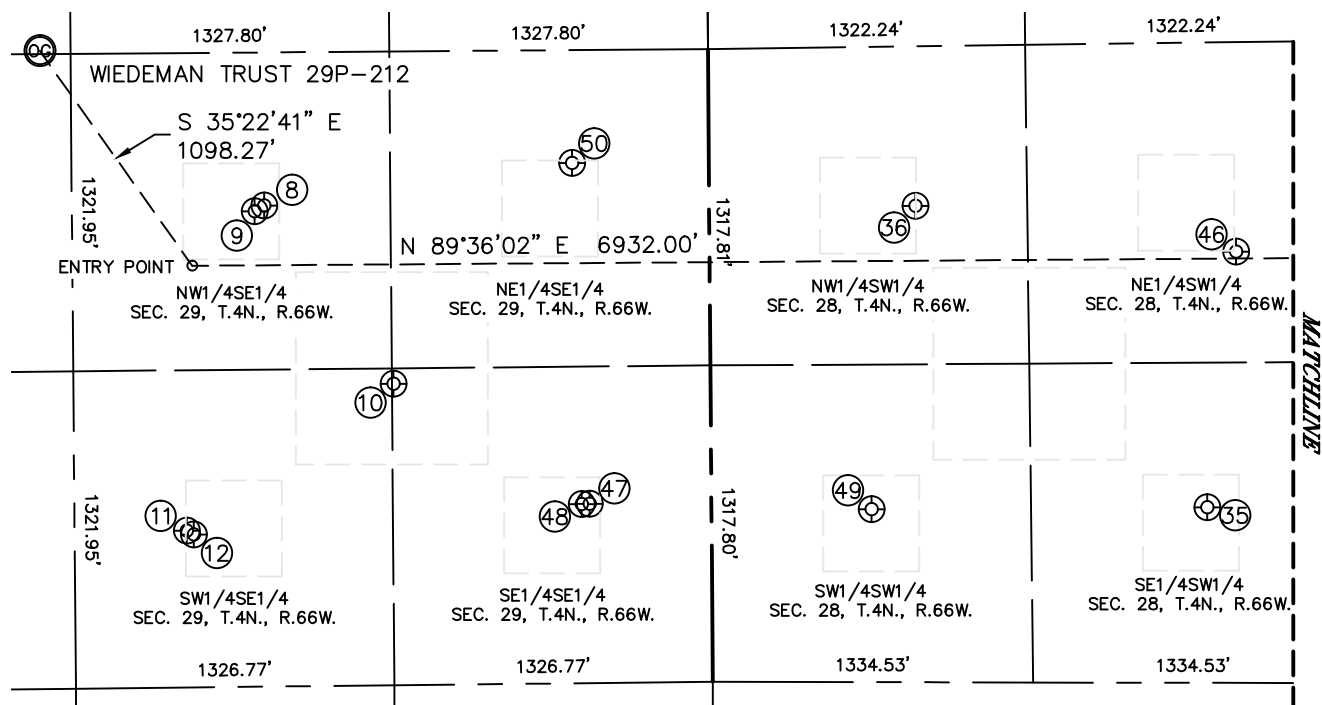 1327.80'
1327.80'
1322.24'
1322.24'
OG
WIEDEMAN TRUST 29P-212
S 35°22'41" E
1098.27'
50
8
9
36
46
1321.95'
1317.81'
N 89°36'02" E 6932.00'
ENTRY POINT
NW1/4SE1/4
SEC. 29, T.4N., R.66W.
NE1/4SE1/4
SEC. 29, T.4N., R.66W.
NW1/4SW1/4
SEC. 28, T.4N., R.66W.
NE1/4SW1/4
SEC. 28, T.4N., R.66W.
MATCHLINE
10
11
12
47
48
49
35
1321.95'
1317.80'
SW1/4SE1/4
SEC. 29, T.4N., R.66W.
SE1/4SE1/4
SEC. 29, T.4N., R.66W.
SW1/4SW1/4
SEC. 28, T.4N., R.66W.
SE1/4SW1/4
SEC. 28, T.4N., R.66W.
1326.77'
1326.77'
1334.53'
1334.53'